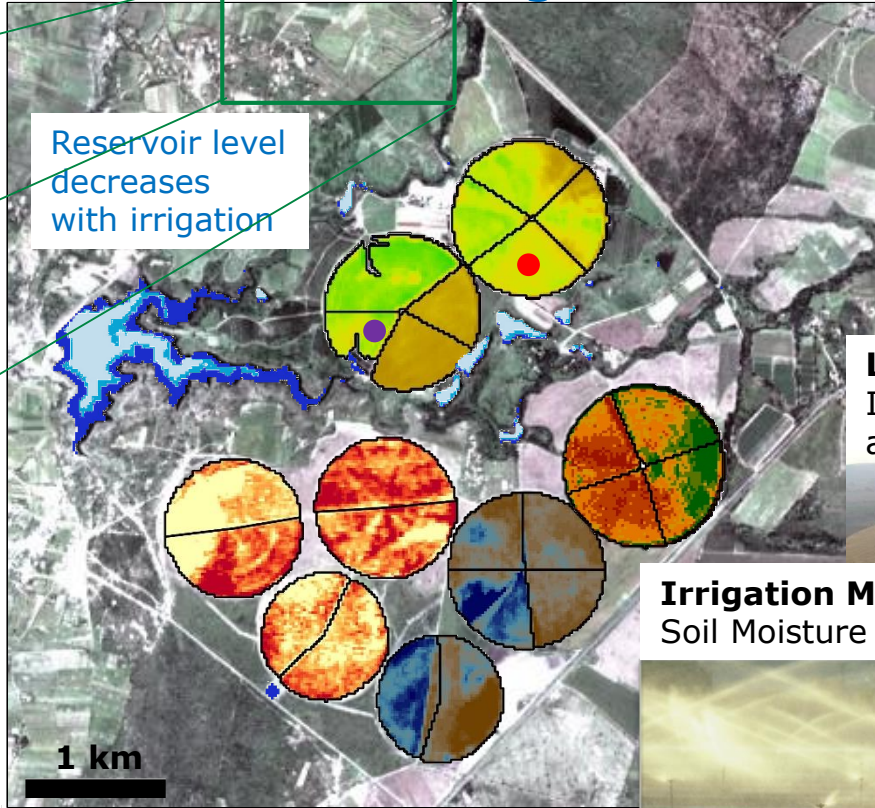 Reservoir level
decreases
with irrigation
Irrigation M
Soil Moisture
1 km